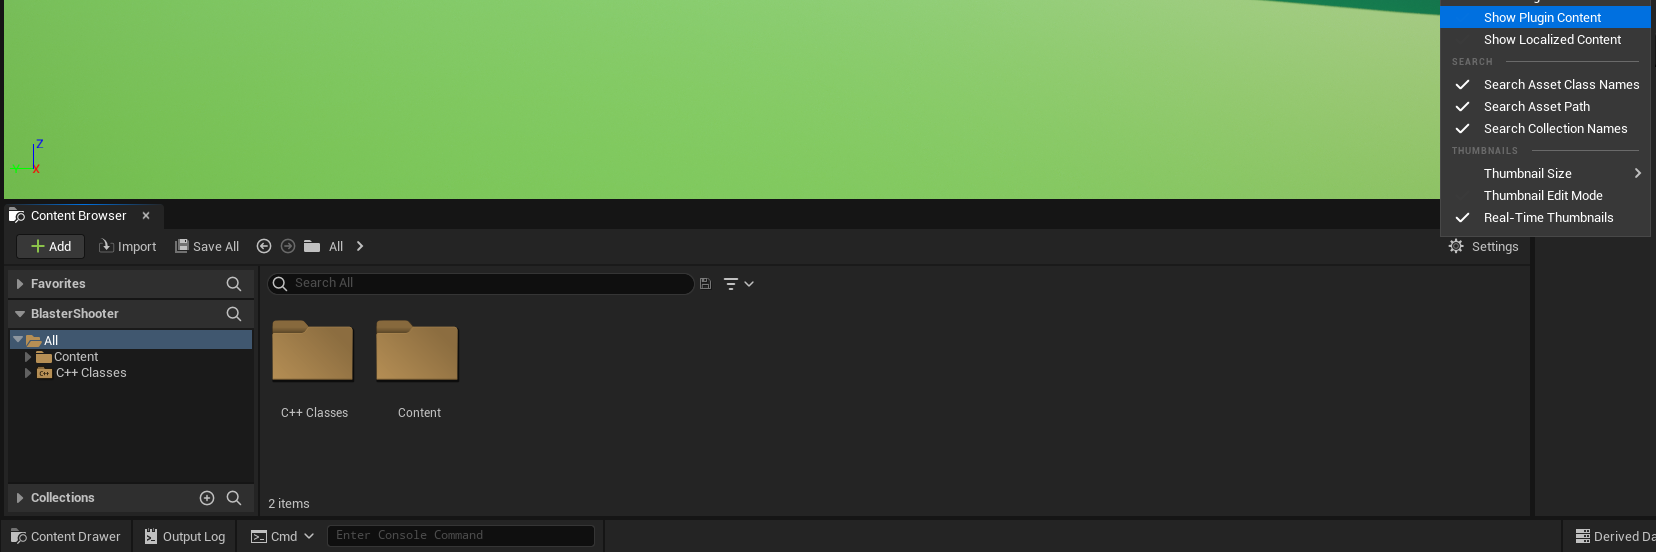 Show Plugin Content
Show Localized Content
SEARCH
Search Asset Class Names
Search Asset Path
Search Collection Names
THUMBNAILS
Thumbnail Size
Thumbnail Edit Mode
Real-Time Thumbnails
Z
X
Content Browser
Add
Import
Save All
All
Settings
Favorites
Search All
BlasterShooter
All
Content
C++ Classes
C++ Classes
Content
Collections
2 items
Content Drawer
Output Log
Cmd
Enter Console Command
Derived Da